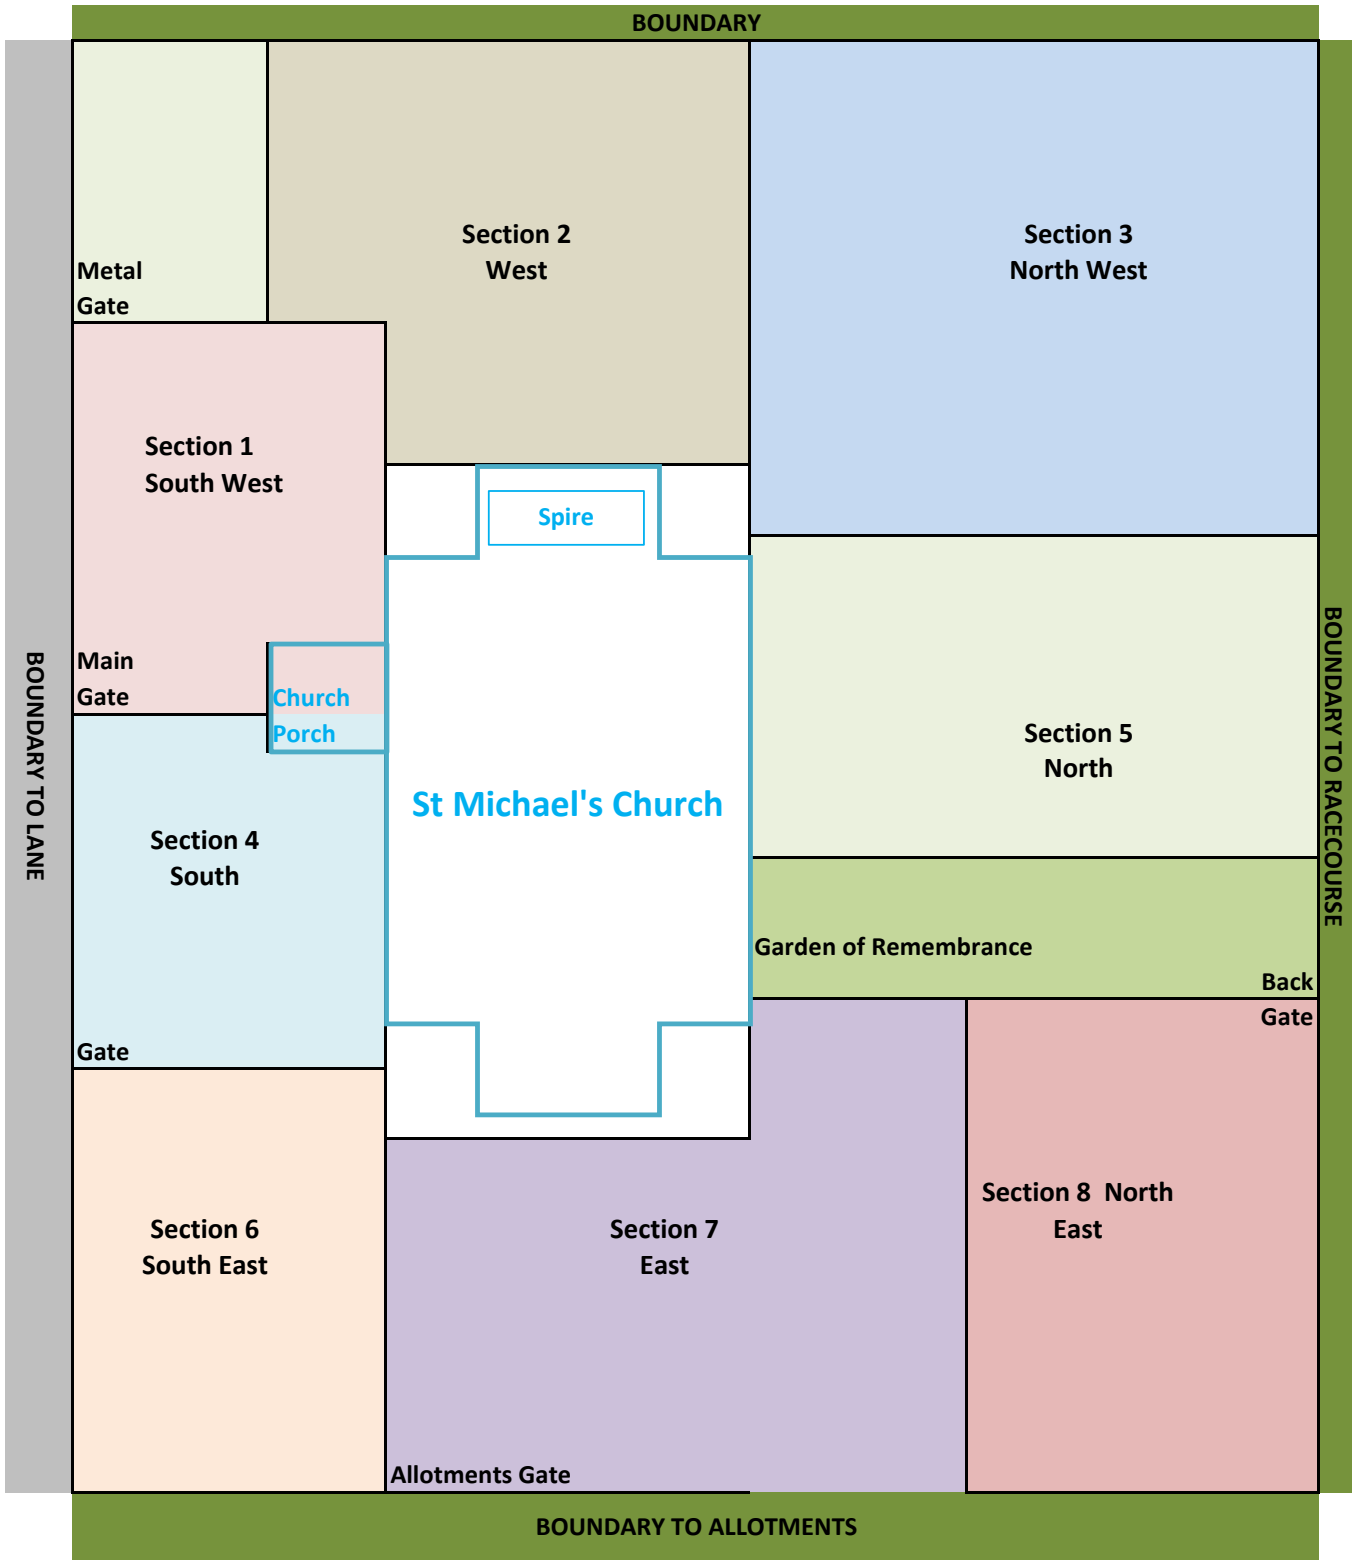 BOUNDARY
Section 2
West
Section 3
North West
Metal
Gate
Section 1
South West
Spire
Main
Gate
Church
Porch
BOUNDARY TO LANE
BOUNDARY TO RACECOURSE
Section 5
North
St Michael's Church
Section 4
South
Garden of Remembrance
Back
Gate
Gate
Section 8  North
East
Section 6
South East
Section 7
East
Allotments Gate
BOUNDARY TO ALLOTMENTS